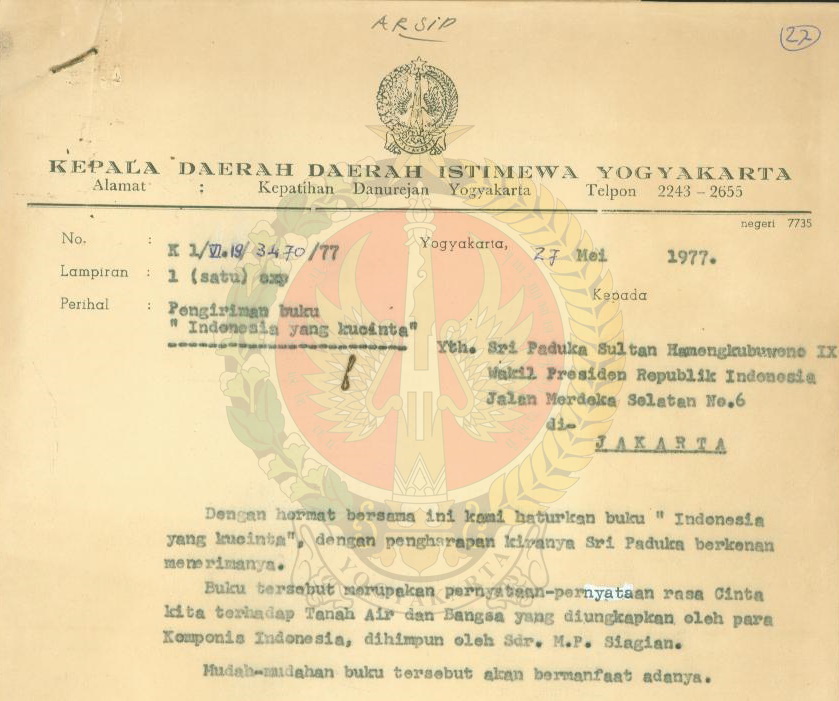 ARSIP
27
KEPALA DAERAH DAERAH ISTIMEWA YOGYAKARTA
Alamat : Kepatihan Danurejan Yogyakarta Telpon 2243 - 2655
negeri 7735
No. : K 1/VI.19/3470/77 Yogyakarta, 27 Mei 1977.
Lampiran : 1 (satu) exp
Kepada
Perihal : Pengiriman buku
" Indonesia yang kucinta"
Yth. Sri Paduka Sultan Hamengkubuwono IX
Wakil Presiden Republik Indonesia
Jalan Merdeka Selatan No.6
di-
JAKARTA
Dengan hormat bersama ini kami haturkan buku " Indonesia
yang kucinta", dengan pengharapan kiranya Sri Paduka berkenan
menerimanya.
Buku tersebut merupakan pernyataan-pernyataan rasa Cinta
kita terhadap Tanah Air dan Bangsa yang diungkapkan oleh para
Komponis Indonesia, dihimpun oleh Sdr. M.P. Siagian.
Mudah-mudahan buku tersebut akan bermanfaat adanya.
YOGYAKARTA